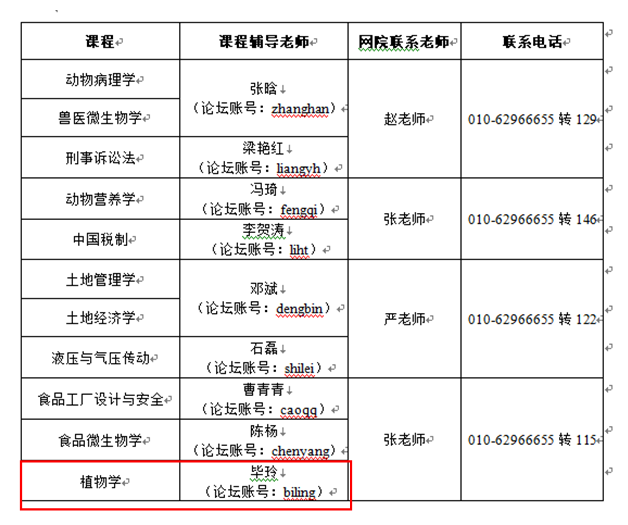 课程 课程辅导老师 网院联系老师 联系电话
动物病理学
张晗
（论坛账号：zhanghan）
兽医微生物学
赵老师 010-62966655 转 129
刑事诉讼法
梁艳红
（论坛账号：liangyh）
动物营养学
冯琦
（论坛账号：fengqi）
张老师 010-62966655 转 146
中国税制
李贺涛
（论坛账号：liht）
土地管理学
邓斌
（论坛账号：dengbin）
土地经济学
严老师 010-62966655 转 122
液压与气压传动
石磊
（论坛账号：shilei）
食品工厂设计与安全
曹青青
（论坛账号：caoqq）
食品微生物学
陈杨
（论坛账号：chenyang）
张老师 010-62966655 转 115
植物学
毕玲
（论坛账号：biling）